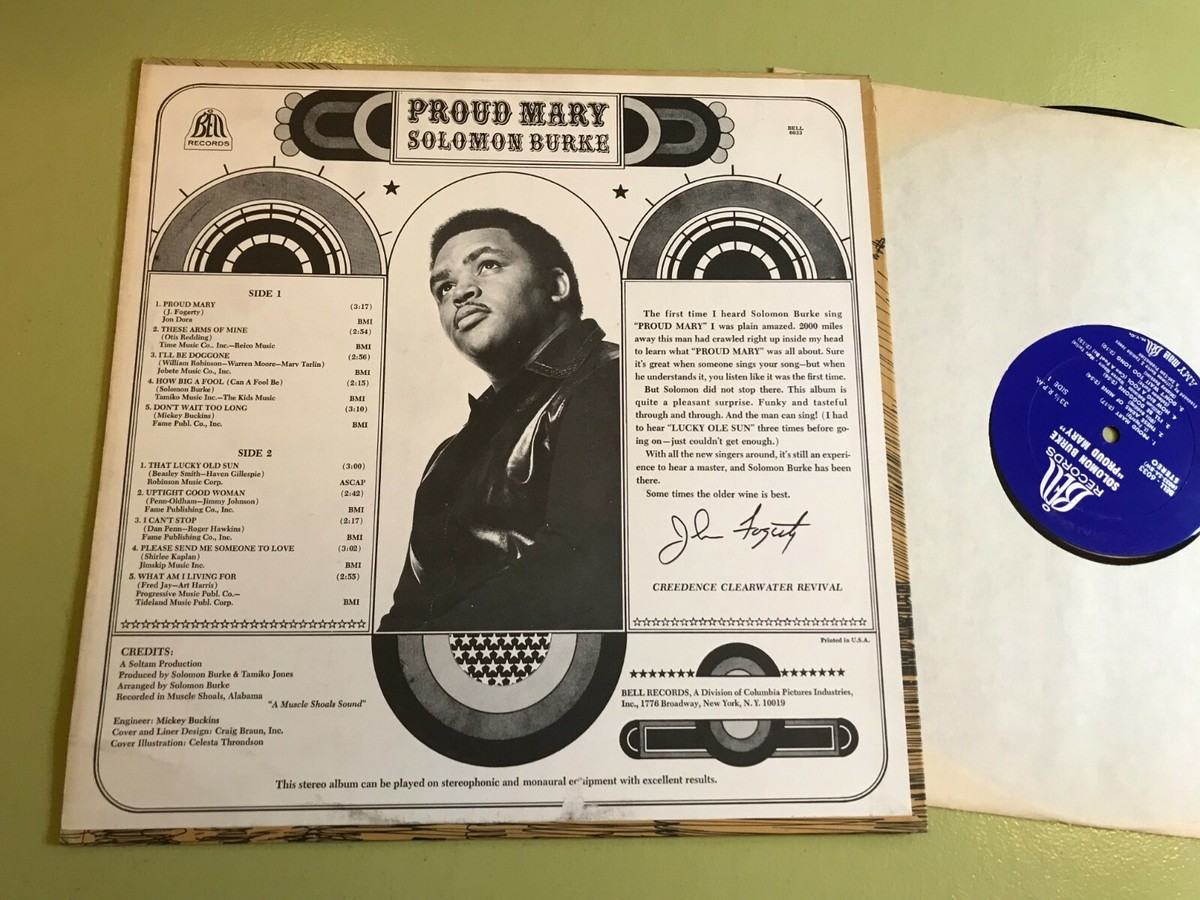 BELL
RECORDS
PROUD MARY
SOLOMON BURKE
BELL
6033
SIDE 1
1. PROUD MARY (3:17)
(J. Fogarty)
Jon Dora BMI
2. THESE ARMS OF MINE (2:54)
(Otis Redding)
Time Music Co., Inc.—Reico Music BMI
3. I'LL BE DOGGONE (2:56)
(William Robinson—Warren Moore—Mary Tarlin)
Jobete Music Co., Inc. BMI
4. HOW BIG A FOOL (Can A Fool Be) (2:15)
(Solomon Burke)
Tamiko Music Inc.—The Kids Music BMI
5. DON'T WAIT TOO LONG (3:10)
(Mickey Buckins)
Fame Publ. Co., Inc. BMI
SIDE 2
1. THAT LUCKY OLD SUN (3:00)
(Beasley Smith—Haven Gillespie)
Robinson Music Corp. ASCAP
2. UPTIGHT GOOD WOMAN (2:42)
(Penn-Oldham—Jimmy Johnson)
Fame Publishing Co., Inc. BMI
3. I CAN'T STOP (2:17)
(Dan Penn—Roger Hawkins)
Fame Publishing Co., Inc. BMI
4. PLEASE SEND ME SOMEONE TO LOVE (3:02)
(Shirlee Kaplan)
Jimskip Music Inc. BMI
5. WHAT AM I LIVING FOR (2:55)
(Fred Jay—Art Harris)
Progressive Music Publ. Co.—
Tideland Music Publ. Corp. BMI
The first time I heard Solomon Burke sing
"PROUD MARY" I was plain amazed. 2000 miles
away this man had crawled right up inside my head
to learn what "PROUD MARY" was all about. Sure
it's great when someone sings your song—but when
he understands it, you listen like it was the first time.
But Solomon did not stop there. This album is
quite a pleasant surprise. Funky and tasteful
through and through. And the man can sing! (I had
to hear "LUCKY OLE SUN" three times before go-
ing on—just couldn't get enough.)
With all the new singers around, it's still an experi-
ence to hear a master, and Solomon Burke has been
there.
Some times the older wine is best.
John Fogerty
CREEDENCE CLEARWATER REVIVAL
Printed in U.S.A.
CREDITS:
A Soltam Production
Produced by Solomon Burke & Tamiko Jones
Arranged by Solomon Burke
Recorded in Muscle Shoals, Alabama
"A Muscle Shoals Sound"
Engineer: Mickey Buckins
Cover and Liner Design: Craig Braun, Inc.
Cover Illustration: Celesta Throndson
BELL RECORDS, A Division of Columbia Pictures Industries,
Inc., 1776 Broadway, New York, N.Y. 10019
This stereo album can be played on stereophonic and monaural equipment with excellent results.
BELL
RECORDS
SOLOMON BURKE
"PROUD MARY"
BELL - 6033
STEREO
SIDE
33⅓ R.P.M.